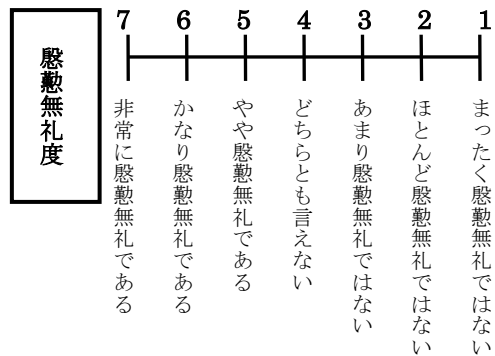 慇懃無礼度
7
6
5
4
3
2
1
非常に慇懃無礼である
かなり慇懃無礼である
やや慇懃無礼である
どちらとも言えない
あまり慇懃無礼ではない
ほとんど慇懃無礼ではない
まったく慇懃無礼ではない